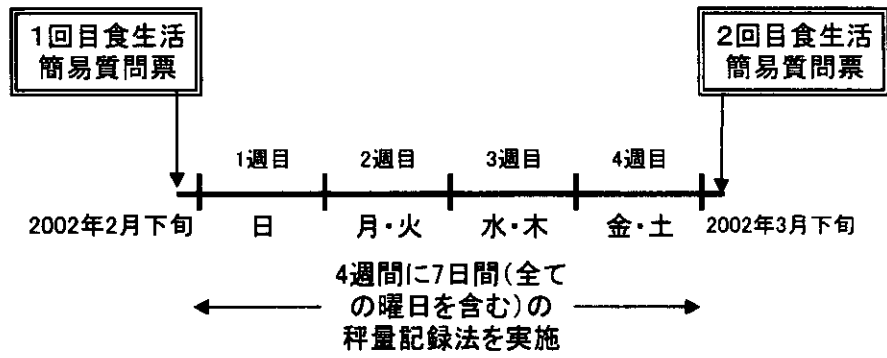 1回目食生活
簡易質問票
2回目食生活
簡易質問票
1週目
2週目
3週目
4週目
2002年2月下旬
日
月・火
水・木
金・土
2002年3月下旬
4週間に7日間(全て
の曜日を含む)の
秤量記録法を実施